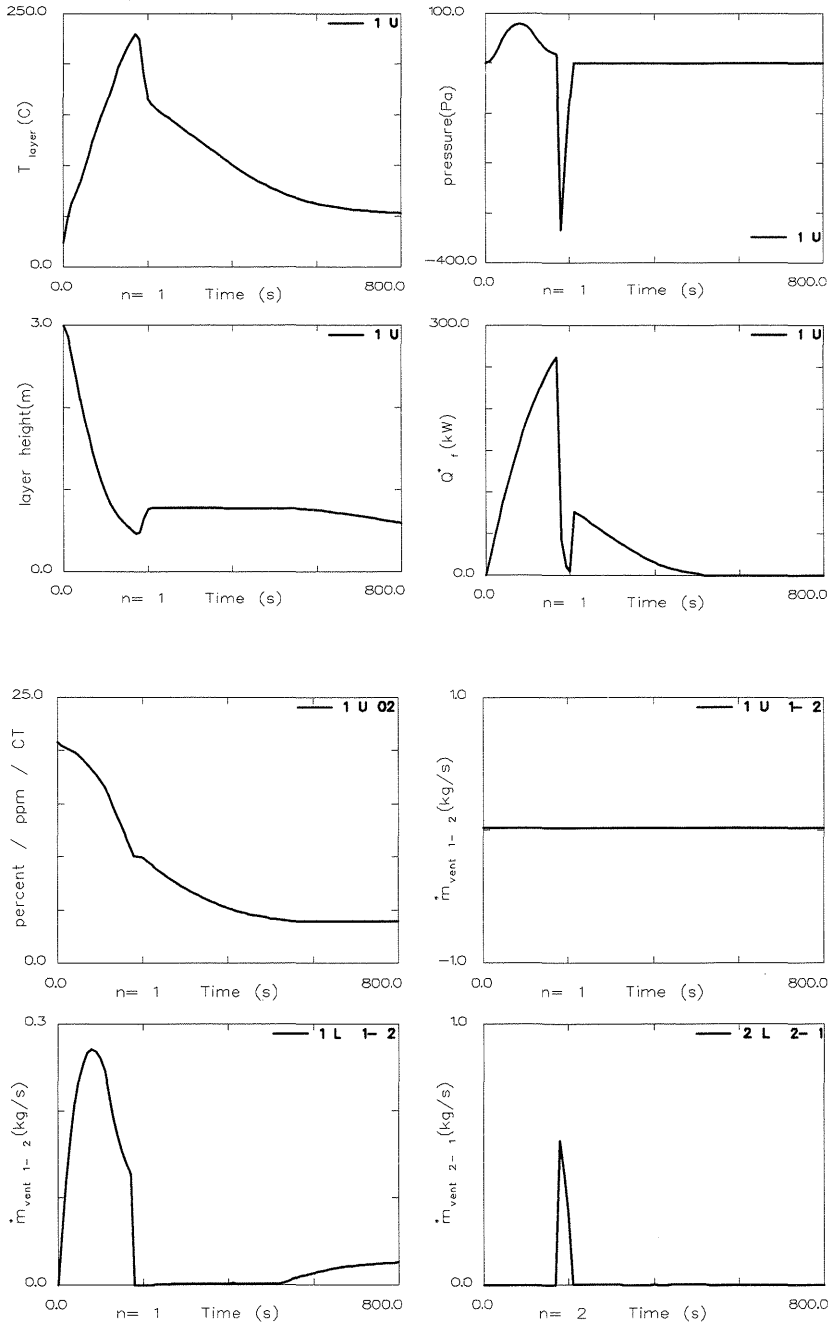 250.0
1 U
T layer (C)
0.0
0.0
n= 1 Time (s)
800.0
100.0
pressure(Pa)
1 U
-400.0
0.0
n= 1 Time (s)
800.0
3.0
1 U
layer height(m)
0.0
0.0
n= 1 Time (s)
800.0
300.0
1 U
Q f (kW)
0.0
0.0
n= 1 Time (s)
800.0
25.0
1 U O2
percent / ppm / CT
0.0
0.0
n= 1 Time (s)
800.0
1.0
1 U 1- 2
ṁ vent 1- 2 (kg/s)
-1.0
0.0
n= 1 Time (s)
800.0
0.3
1 L 1- 2
ṁ vent 1- 2 (kg/s)
0.0
0.0
n= 1 Time (s)
800.0
1.0
2 L 2- 1
ṁ vent 2- 1 (kg/s)
0.0
0.0
n= 2 Time (s)
800.0